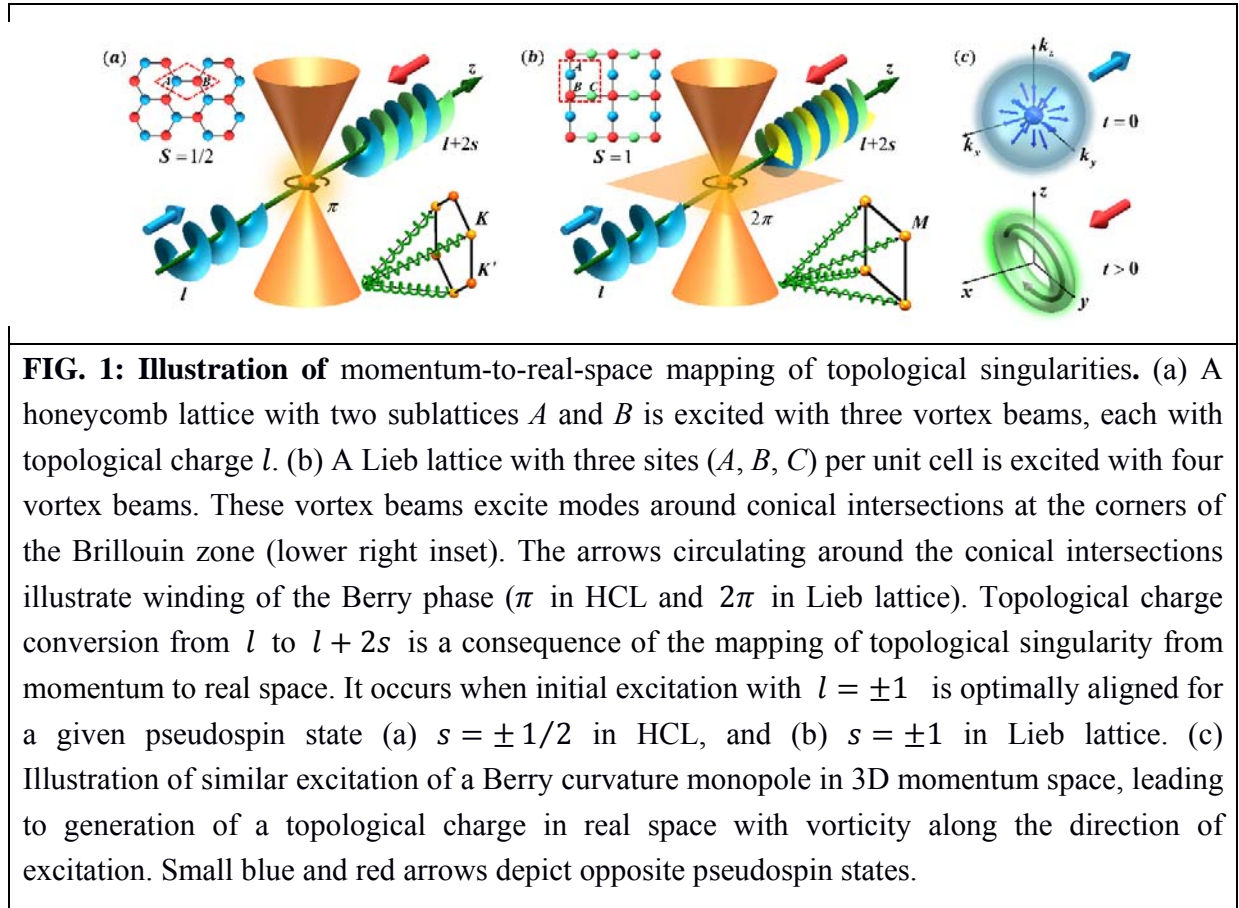 (a)
A
B
S = 1/2
z
l+2s
π
l
K
K'
(b)
A
B
C
S = 1
z
l+2s
2π
l
M
(c)
k_z
t = 0
k_x
k_y
z
t > 0
x
y
FIG. 1: Illustration of momentum-to-real-space mapping of topological singularities. (a) A
honeycomb lattice with two sublattices A and B is excited with three vortex beams, each with
topological charge l. (b) A Lieb lattice with three sites (A, B, C) per unit cell is excited with four
vortex beams. These vortex beams excite modes around conical intersections at the corners of
the Brillouin zone (lower right inset). The arrows circulating around the conical intersections
illustrate winding of the Berry phase (π in HCL and 2π in Lieb lattice). Topological charge
conversion from l to l + 2s is a consequence of the mapping of topological singularity from
momentum to real space. It occurs when initial excitation with l = ±1 is optimally aligned for
a given pseudospin state (a) s = ± 1/2 in HCL, and (b) s = ±1 in Lieb lattice. (c)
Illustration of similar excitation of a Berry curvature monopole in 3D momentum space, leading
to generation of a topological charge in real space with vorticity along the direction of
excitation. Small blue and red arrows depict opposite pseudospin states.